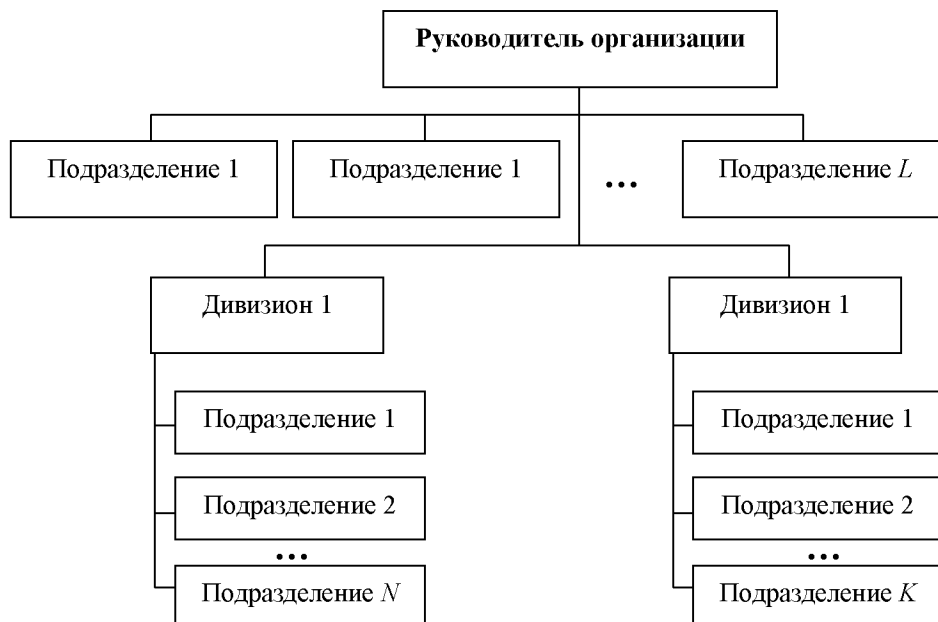 Руководитель организации
Подразделение 1
Подразделение 1
...
Подразделение L
Дивизион 1
Дивизион 1
Подразделение 1
Подразделение 1
Подразделение 2
Подразделение 2
...
...
Подразделение N
Подразделение K